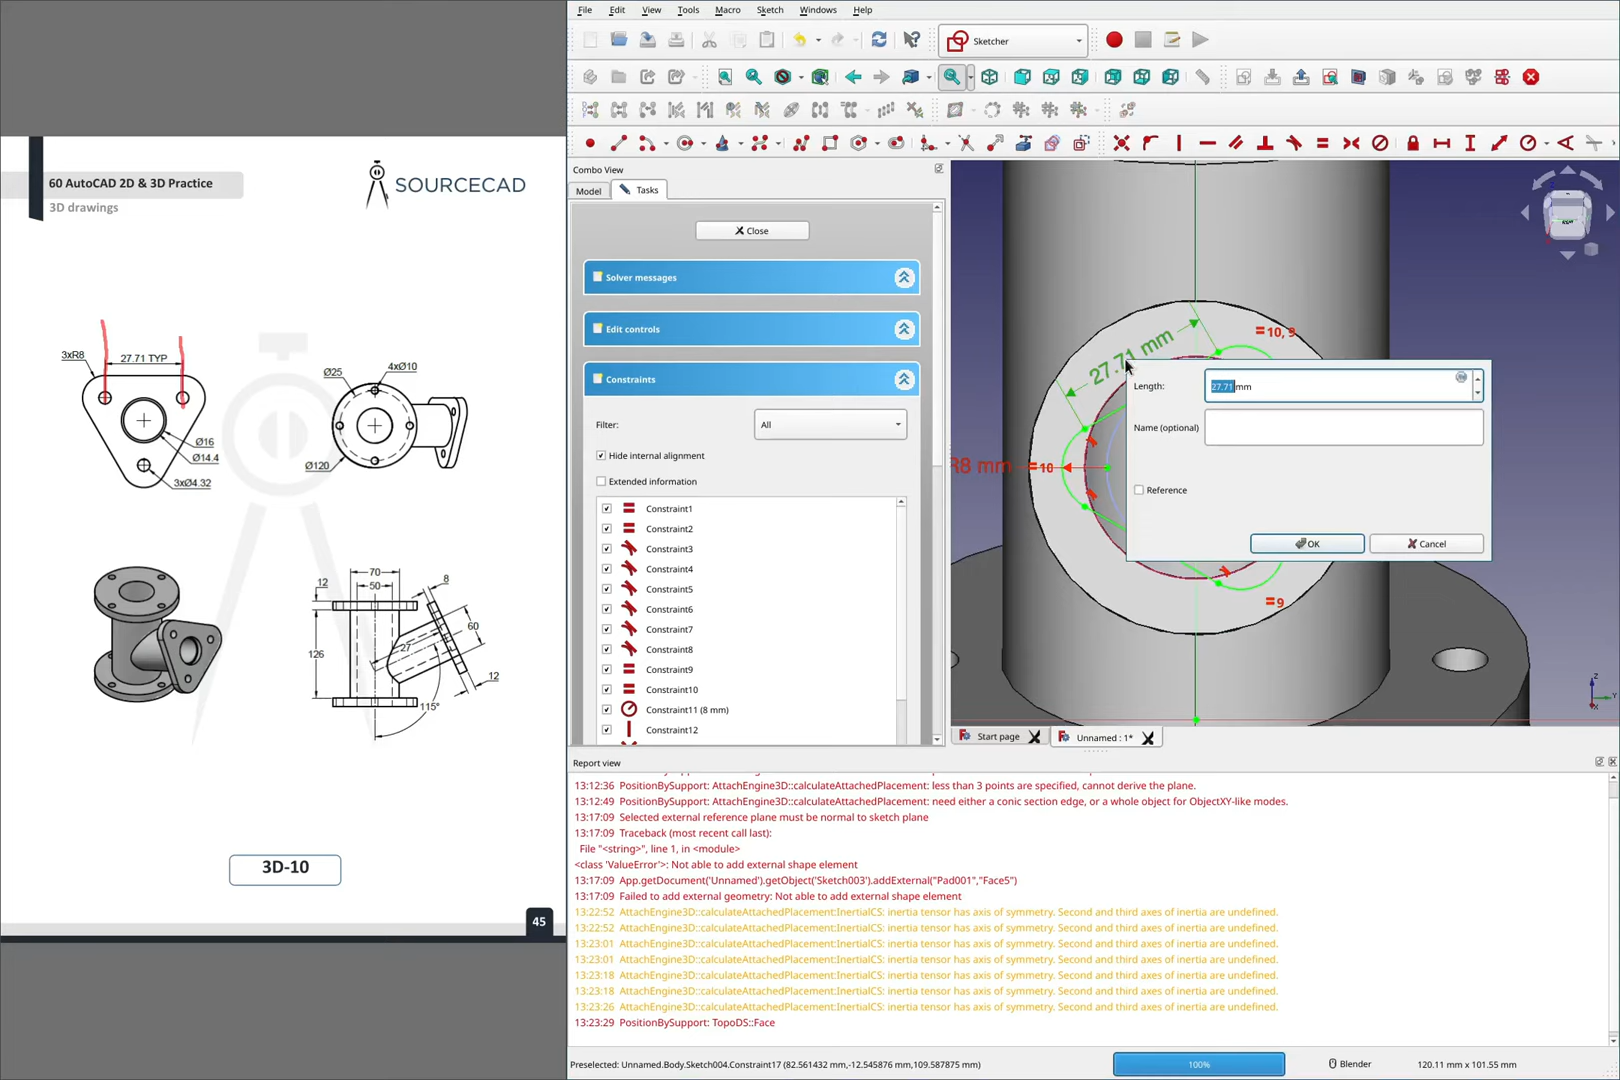 File Edit View Tools Macro Sketch Windows Help
Sketcher
60 AutoCAD 2D & 3D Practice
3D drawings
SOURCECAD
3xR8
27.71 TYP
Ø16
Ø14.4
3xØ4.32
Ø25
4xØ10
Ø120
12
70
50
8
60
126
27
12
115°
3D-10
45
Combo View
Model
Tasks
Close
Solver messages
Edit controls
Constraints
Filter:
All
Hide internal alignment
Extended information
Constraint1
Constraint2
Constraint3
Constraint4
Constraint5
Constraint6
Constraint7
Constraint8
Constraint9
Constraint10
Constraint11 (8 mm)
Constraint12
27.71 mm
=10, 9
R8 mm
=10
=9
Length:
27.71 mm
Name (optional)
Reference
OK
Cancel
Z
Y
Start page
Unnamed : 1*
Report view
13:12:36 PositionBySupport: AttachEngine3D::calculateAttachedPlacement: less than 3 points are specified, cannot derive the plane.
13:12:49 PositionBySupport: AttachEngine3D::calculateAttachedPlacement: need either a conic section edge, or a whole object for ObjectXY-like modes.
13:17:09 Selected external reference plane must be normal to sketch plane
13:17:09 Traceback (most recent call last):
File "<string>", line 1, in <module>
<class 'ValueError'>: Not able to add external shape element
13:17:09 App.getDocument('Unnamed').getObject('Sketch003').addExternal("Pad001","Face5")
13:17:09 Failed to add external geometry: Not able to add external shape element
13:22:52 AttachEngine3D::calculateAttachedPlacement:InertialCS: inertia tensor has axis of symmetry. Second and third axes of inertia are undefined.
13:22:52 AttachEngine3D::calculateAttachedPlacement:InertialCS: inertia tensor has axis of symmetry. Second and third axes of inertia are undefined.
13:23:01 AttachEngine3D::calculateAttachedPlacement:InertialCS: inertia tensor has axis of symmetry. Second and third axes of inertia are undefined.
13:23:01 AttachEngine3D::calculateAttachedPlacement:InertialCS: inertia tensor has axis of symmetry. Second and third axes of inertia are undefined.
13:23:18 AttachEngine3D::calculateAttachedPlacement:InertialCS: inertia tensor has axis of symmetry. Second and third axes of inertia are undefined.
13:23:18 AttachEngine3D::calculateAttachedPlacement:InertialCS: inertia tensor has axis of symmetry. Second and third axes of inertia are undefined.
13:23:26 AttachEngine3D::calculateAttachedPlacement:InertialCS: inertia tensor has axis of symmetry. Second and third axes of inertia are undefined.
13:23:29 PositionBySupport: TopoDS::Face
Preselected: Unnamed.Body.Sketch004.Constraint17 (82.561432 mm,-12.545876 mm,109.587875 mm)
100%
Blender
120.11 mm x 101.55 mm